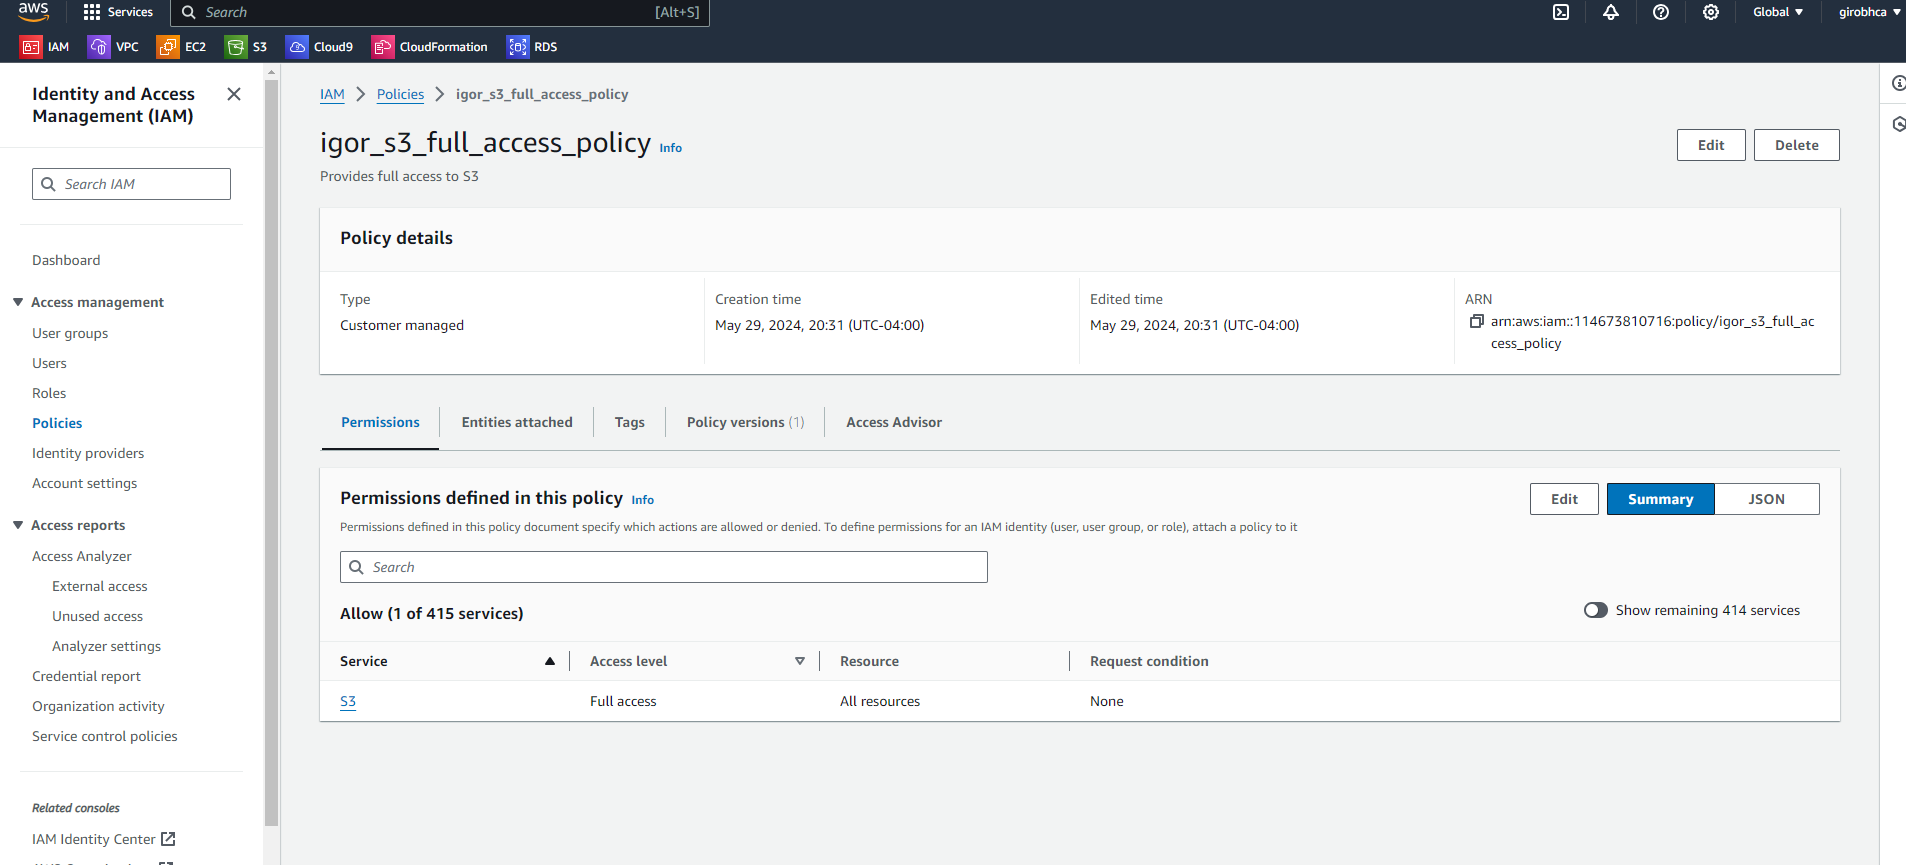 aws
Services
Search
[Alt+S]
Global
girobhca
IAM
VPC
EC2
S3
Cloud9
CloudFormation
RDS
Identity and Access
Management (IAM)
Search IAM
Dashboard
Access management
User groups
Users
Roles
Policies
Identity providers
Account settings
Access reports
Access Analyzer
External access
Unused access
Analyzer settings
Credential report
Organization activity
Service control policies
Related consoles
IAM Identity Center
IAM > Policies > igor_s3_full_access_policy
igor_s3_full_access_policy Info
Provides full access to S3
Edit
Delete
Policy details
Type
Customer managed
Creation time
May 29, 2024, 20:31 (UTC-04:00)
Edited time
May 29, 2024, 20:31 (UTC-04:00)
ARN
arn:aws:iam::114673810716:policy/igor_s3_full_ac
cess_policy
Permissions
Entities attached
Tags
Policy versions (1)
Access Advisor
Permissions defined in this policy Info
Permissions defined in this policy document specify which actions are allowed or denied. To define permissions for an IAM identity (user, user group, or role), attach a policy to it
Edit
Summary
JSON
Search
Allow (1 of 415 services)
Show remaining 414 services
Service
Access level
Resource
Request condition
S3
Full access
All resources
None